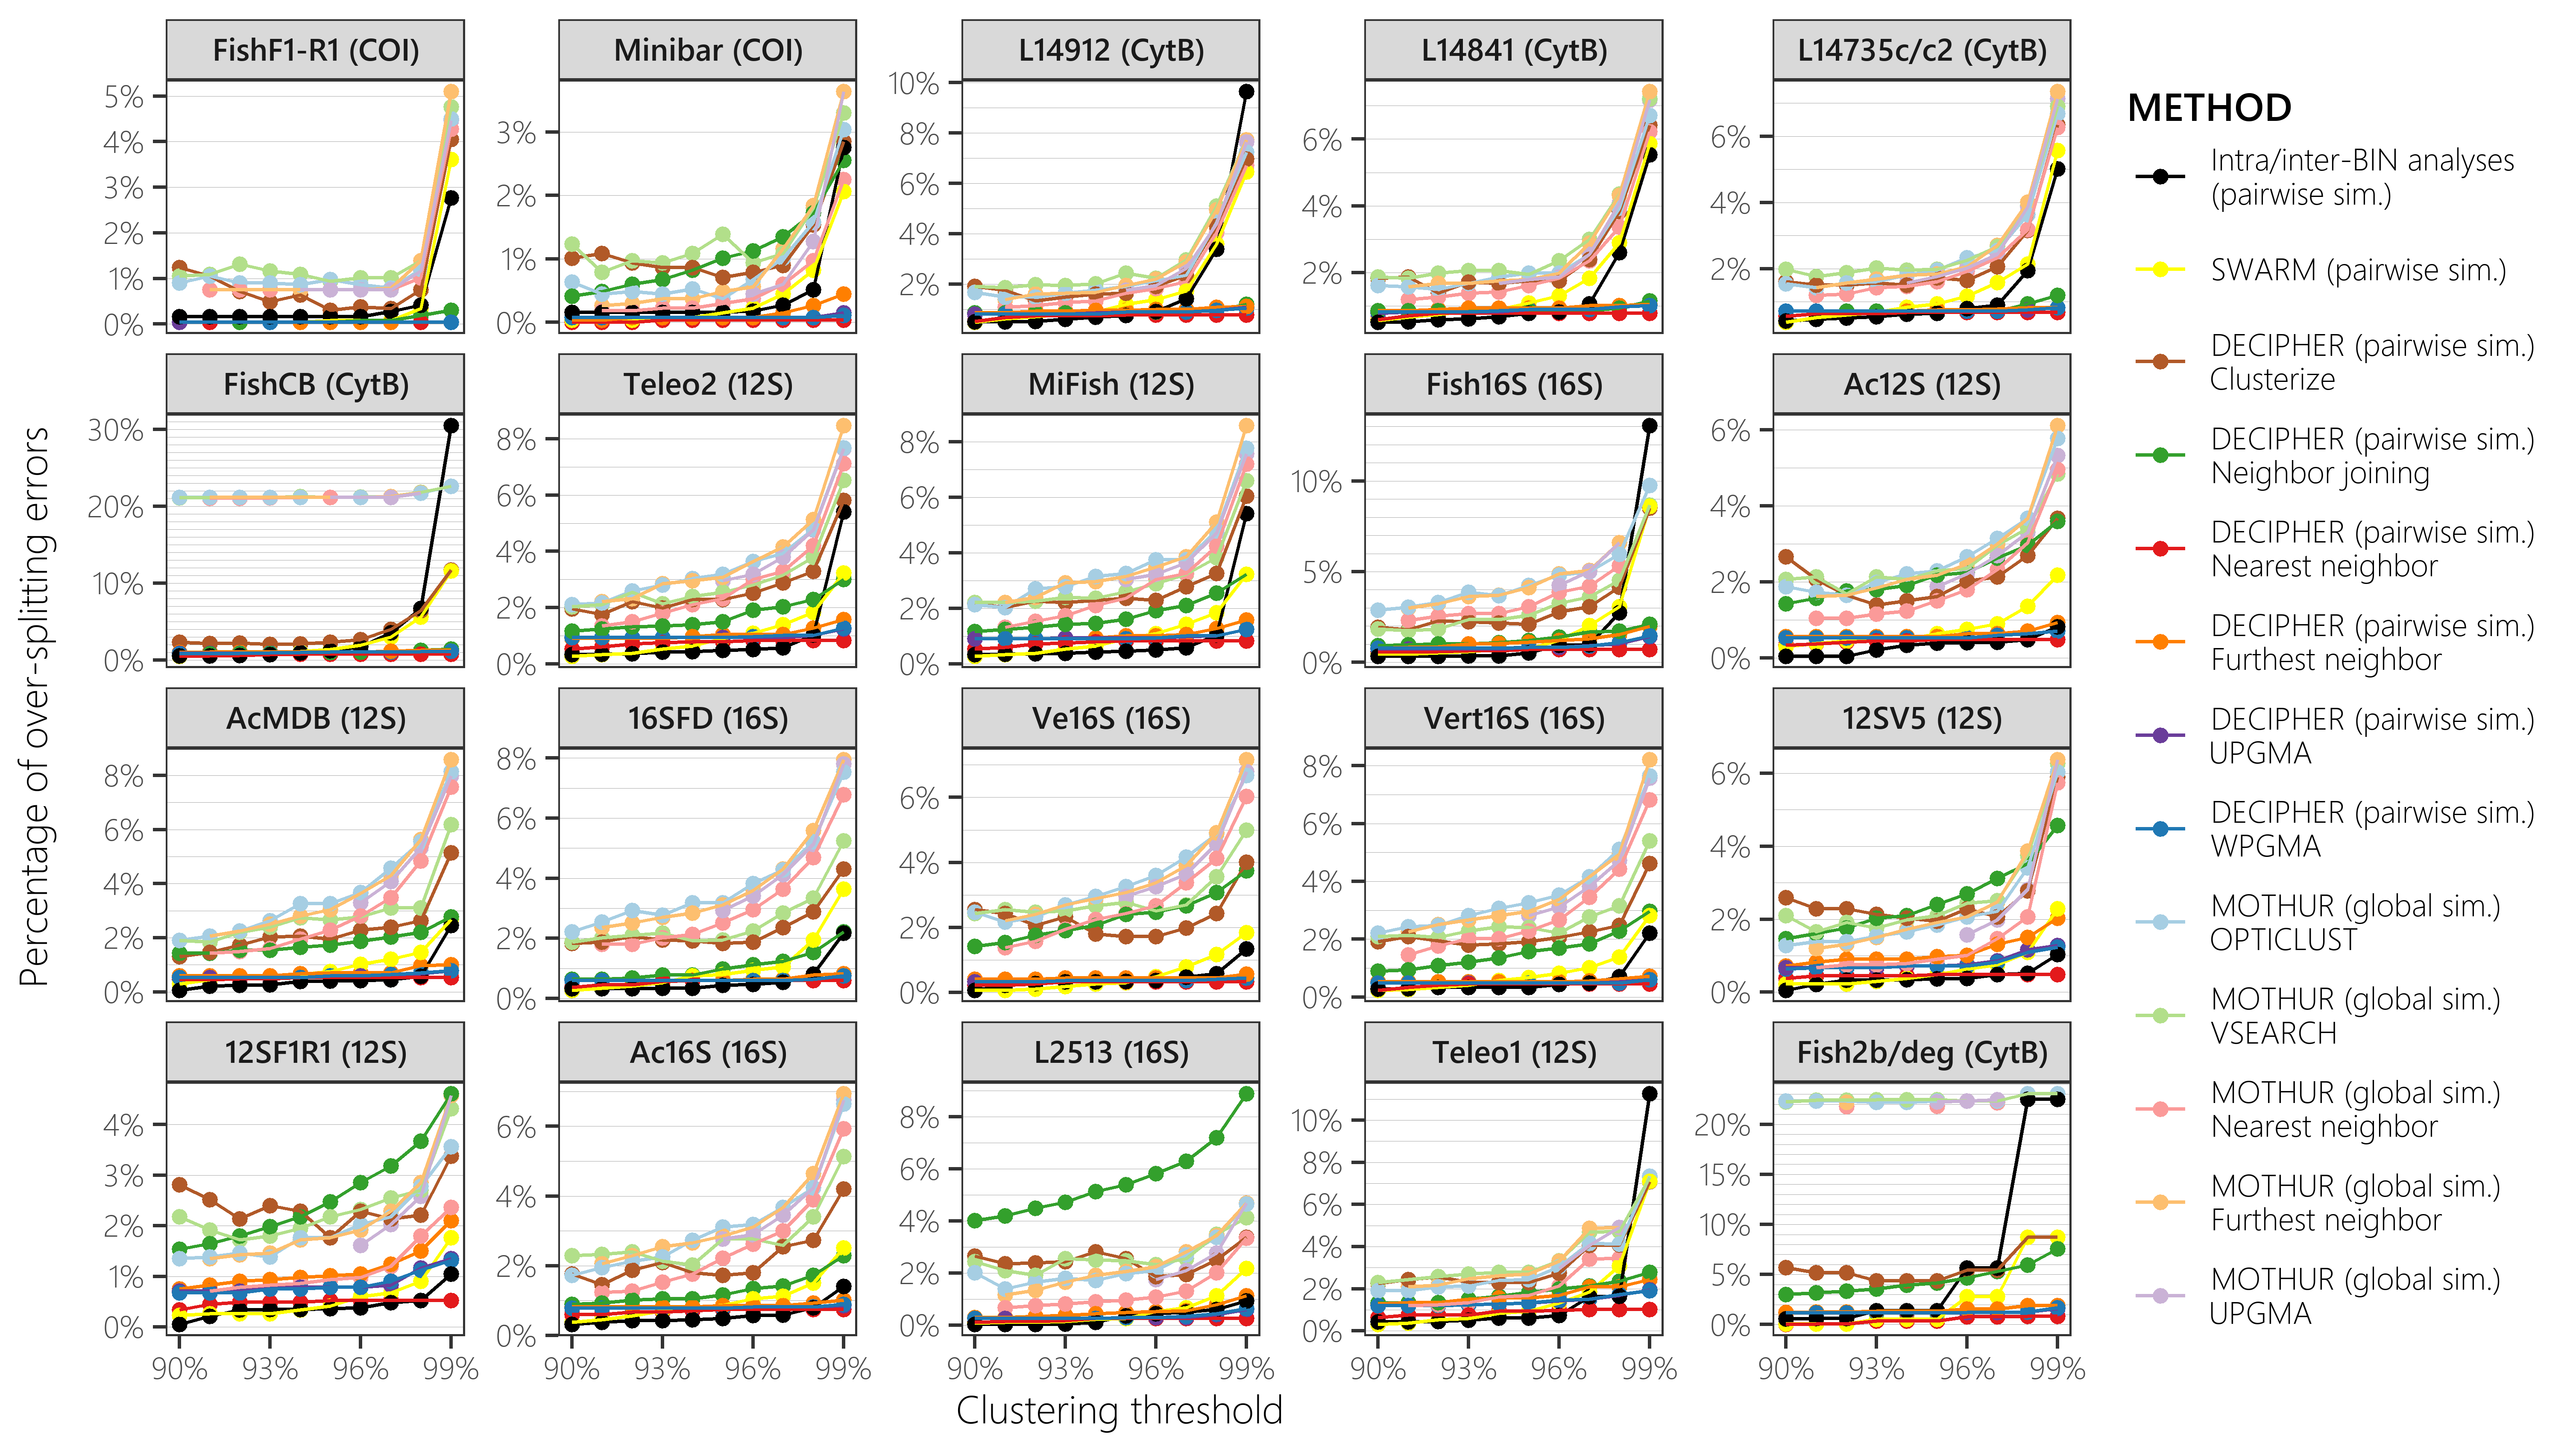 FishF1-R1 (COI)
Minibar (COI)
L14912 (CytB)
L14841 (CytB)
L14735c/c2 (CytB)
5%
4%
3%
2%
1%
0%
3%
2%
1%
0%
10%
8%
6%
4%
2%
6%
4%
2%
6%
4%
2%
FishCB (CytB)
Teleo2 (12S)
MiFish (12S)
Fish16S (16S)
Ac12S (12S)
30%
20%
10%
0%
8%
6%
4%
2%
0%
8%
6%
4%
2%
0%
10%
5%
0%
6%
4%
2%
0%
AcMDB (12S)
16SFD (16S)
Ve16S (16S)
Vert16S (16S)
12SV5 (12S)
8%
6%
4%
2%
0%
8%
6%
4%
2%
0%
6%
4%
2%
0%
8%
6%
4%
2%
0%
6%
4%
2%
0%
12SF1R1 (12S)
Ac16S (16S)
L2513 (16S)
Teleo1 (12S)
Fish2b/deg (CytB)
4%
3%
2%
1%
0%
6%
4%
2%
0%
8%
6%
4%
2%
0%
10%
8%
6%
4%
2%
0%
20%
15%
10%
5%
0%
90% 93% 96% 99%
90% 93% 96% 99%
90% 93% 96% 99%
90% 93% 96% 99%
90% 93% 96% 99%
Clustering threshold
Percentage of over-splitting errors
METHOD
Intra/inter-BIN analyses
(pairwise sim.)
SWARM (pairwise sim.)
DECIPHER (pairwise sim.)
Clusterize
DECIPHER (pairwise sim.)
Neighbor joining
DECIPHER (pairwise sim.)
Nearest neighbor
DECIPHER (pairwise sim.)
Furthest neighbor
DECIPHER (pairwise sim.)
UPGMA
DECIPHER (pairwise sim.)
WPGMA
MOTHUR (global sim.)
OPTICLUST
MOTHUR (global sim.)
VSEARCH
MOTHUR (global sim.)
Nearest neighbor
MOTHUR (global sim.)
Furthest neighbor
MOTHUR (global sim.)
UPGMA